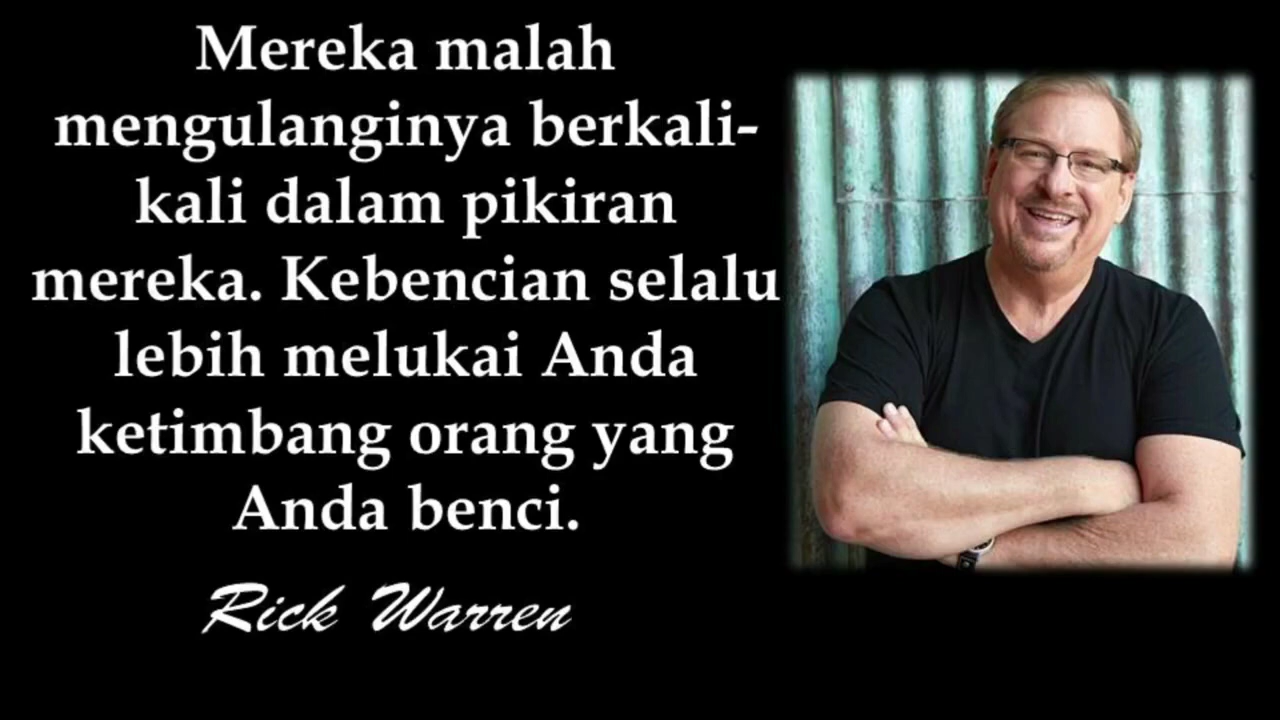 Mereka malah
mengulanginya berkali-
kali dalam pikiran
mereka. Kebencian selalu
lebih melukai Anda
ketimbang orang yang
Anda benci.
Rick Warren